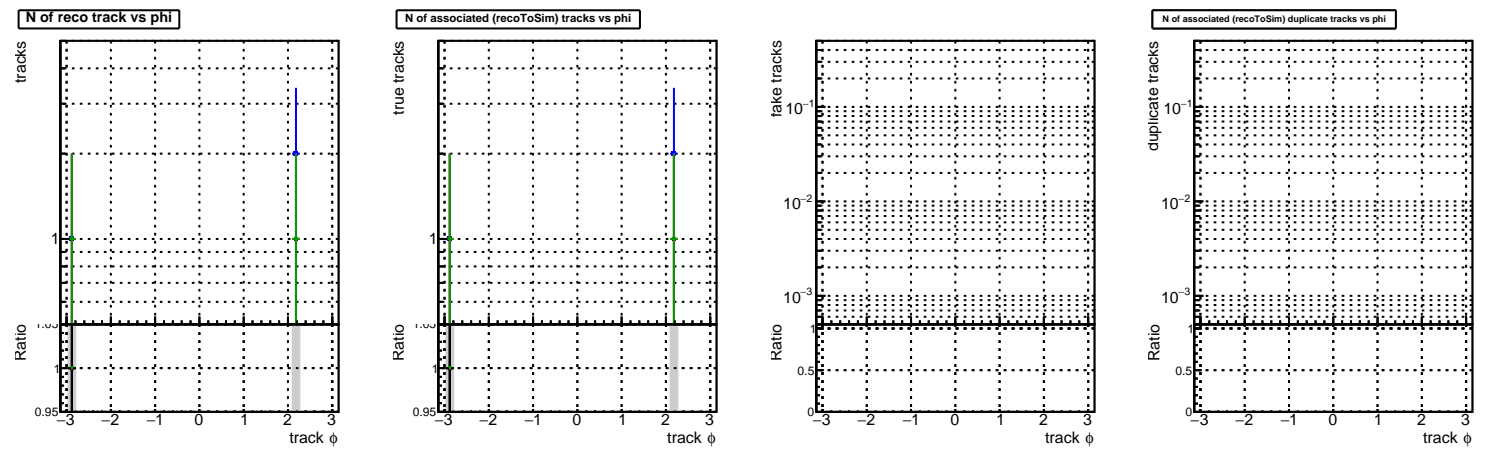 N of reco track vs phi
tracks
1
Ratio
1.05
1
0.95
−3 −2 −1 0 1 2 3
track ϕ
N of associated (recoToSim) tracks vs phi
true tracks
Ratio
1
0.95
−3 −2 −1 0 1 2 3
track ϕ
fake tracks
10−1
10−2
10−3
Ratio
1
0.5
0
−3 −2 −1 0 1 2 3
track ϕ
N of associated (recoToSim) duplicate tracks vs phi
duplicate tracks
10−1
10−2
10−3
Ratio
1
0.5
0
−3 −2 −1 0 1 2 3
track ϕ